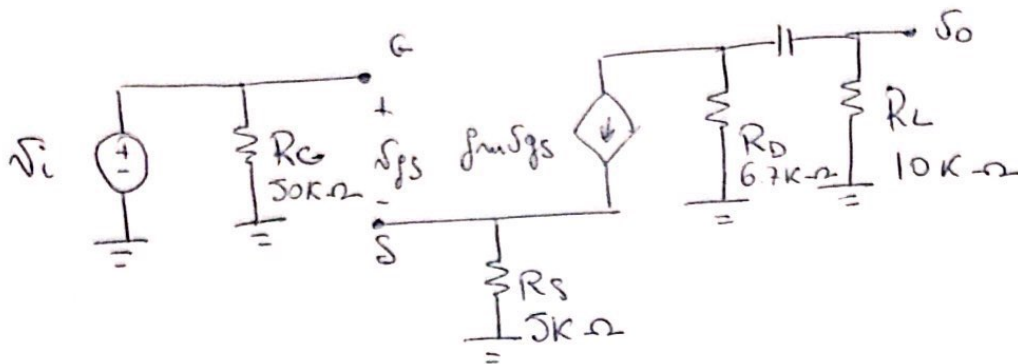 G
vi
+
-
RG
50KΩ
+
vgs
-
S
gmvgs
RD
6.7KΩ
vo
RL
10KΩ
RS
5KΩ